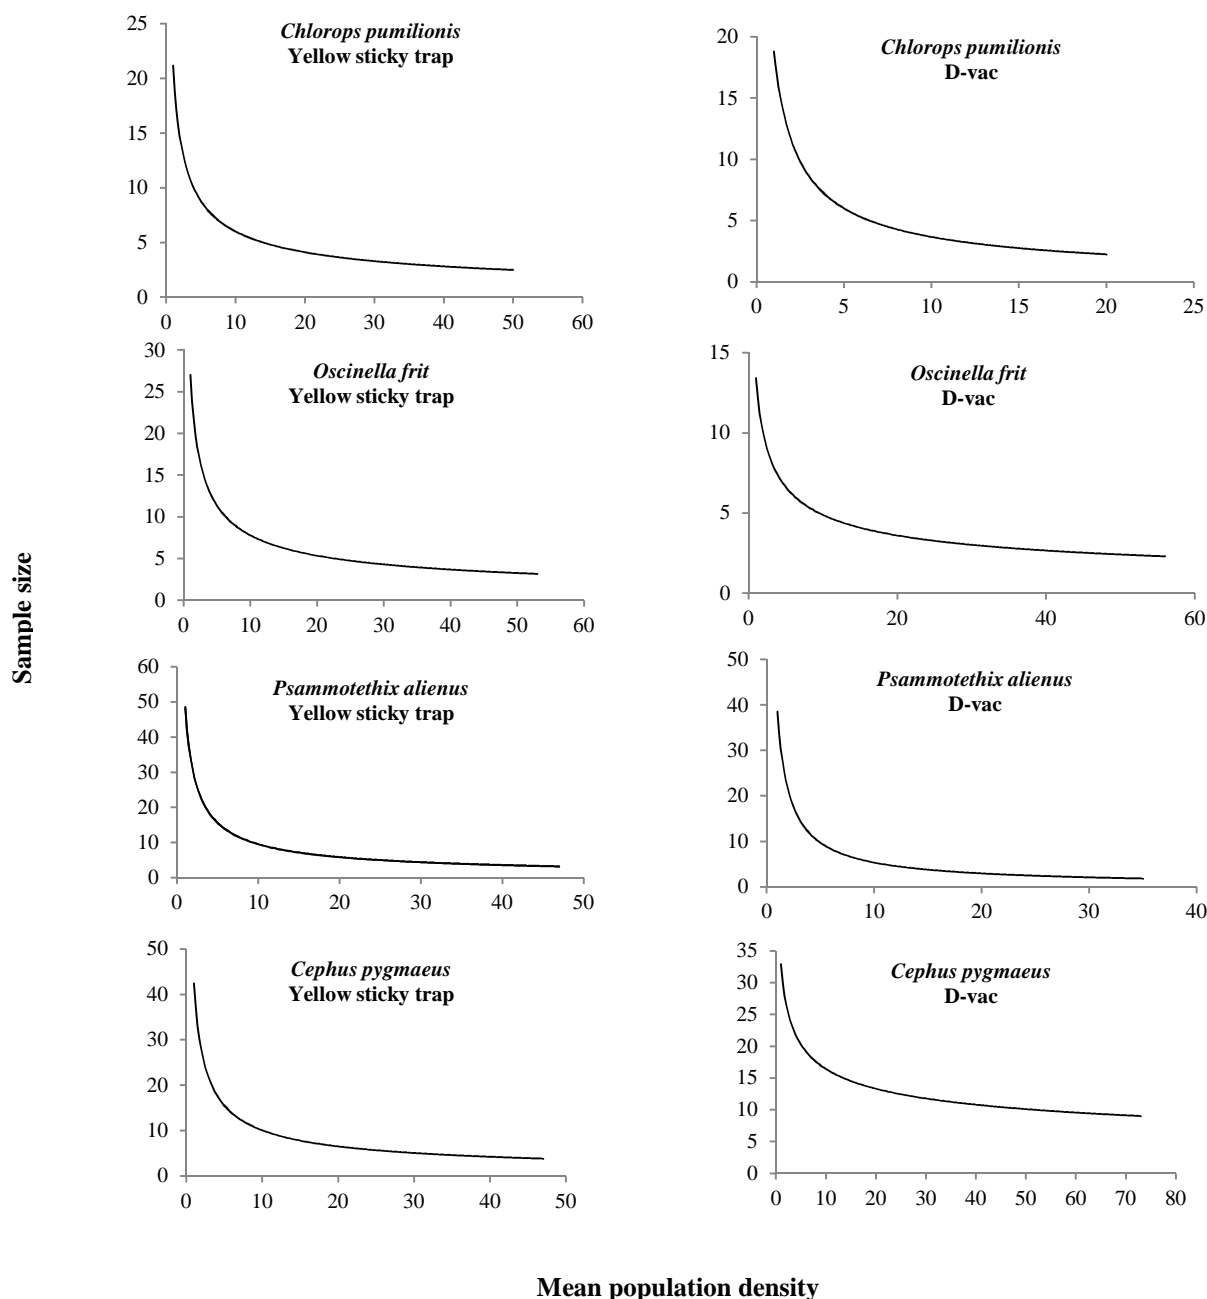 Chlorops pumilionis
Yellow sticky trap
25
20
15
10
5
0
0 10 20 30 40 50 60
Chlorops pumilionis
D-vac
20
15
10
5
0
0 5 10 15 20 25
Oscinella frit
Yellow sticky trap
30
25
20
15
10
5
0
0 10 20 30 40 50 60
Oscinella frit
D-vac
15
10
5
0
0 20 40 60
Sample size
Psammotethix alienus
Yellow sticky trap
60
50
40
30
20
10
0
0 10 20 30 40 50
Psammotethix alienus
D-vac
50
40
30
20
10
0
0 10 20 30 40
Cephus pygmaeus
Yellow sticky trap
50
40
30
20
10
0
0 10 20 30 40 50
Cephus pygmaeus
D-vac
35
30
25
20
15
10
5
0
0 10 20 30 40 50 60 70 80
Mean population density